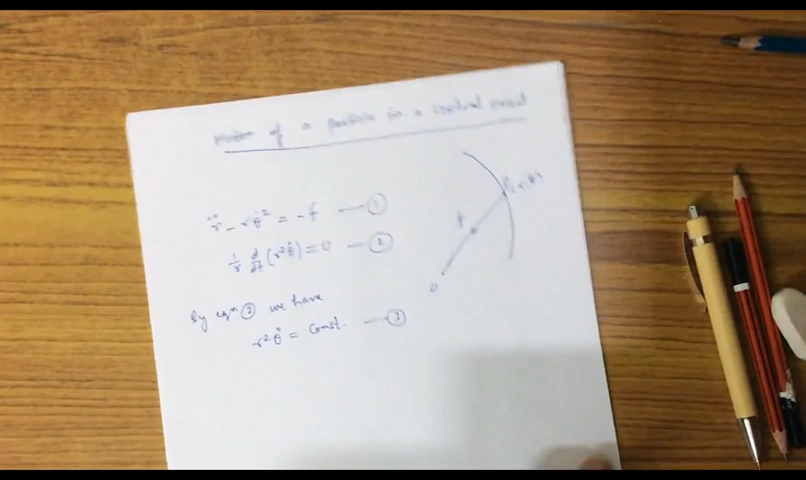 Motion of a particle in a central orbit
r̈ - rθ̇² = -f — ①
P(r,θ)
f
1/r d/dt (r²θ̇) = 0 — ②
O
By eqⁿ ② we have
r²θ̇ = const. — ③